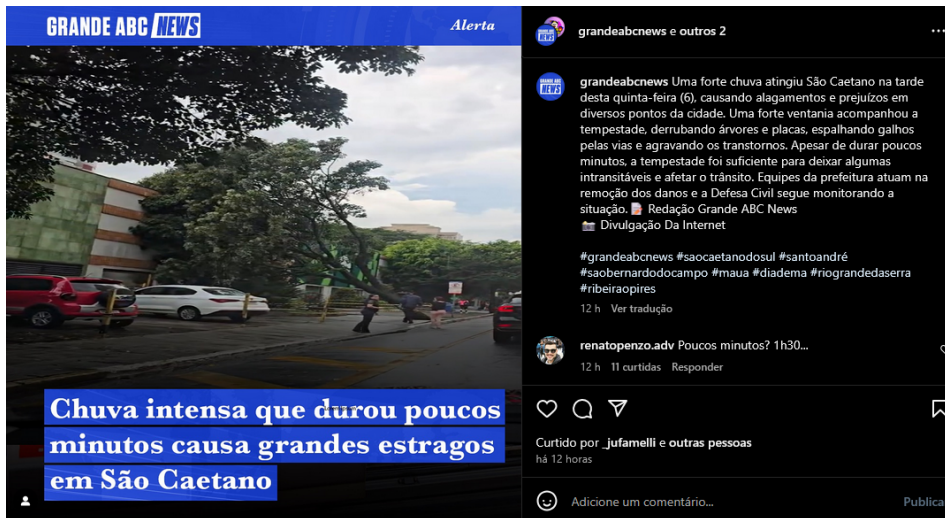 GRANDE ABC NEWS
Alerta
Chuva intensa que durou poucos
minutos causa grandes estragos
em São Caetano
grandeabcnews e outros 2
grandeabcnews Uma forte chuva atingiu São Caetano na tarde
desta quinta-feira (6), causando alagamentos e prejuízos em
diversos pontos da cidade. Uma forte ventania acompanhou a
tempestade, derrubando árvores e placas, espalhando galhos
pelas vias e agravando os transtornos. Apesar de durar poucos
minutos, a tempestade foi suficiente para deixar algumas
intransitáveis e afetar o trânsito. Equipes da prefeitura atuam na
remoção dos danos e a Defesa Civil segue monitorando a
situação. 📝 Redação Grande ABC News
📷 Divulgação Da Internet
#grandeabcnews #saocaetanodosul #santoandré
#saobernardodocampo #maua #diadema #riograndedaserra
#ribeiraopires
12 h Ver tradução
renatopenzo.adv Poucos minutos? 1h30...
12 h 11 curtidas Responder
Curtido por _jufamelli e outras pessoas
há 12 horas
Adicione um comentário...
Publica